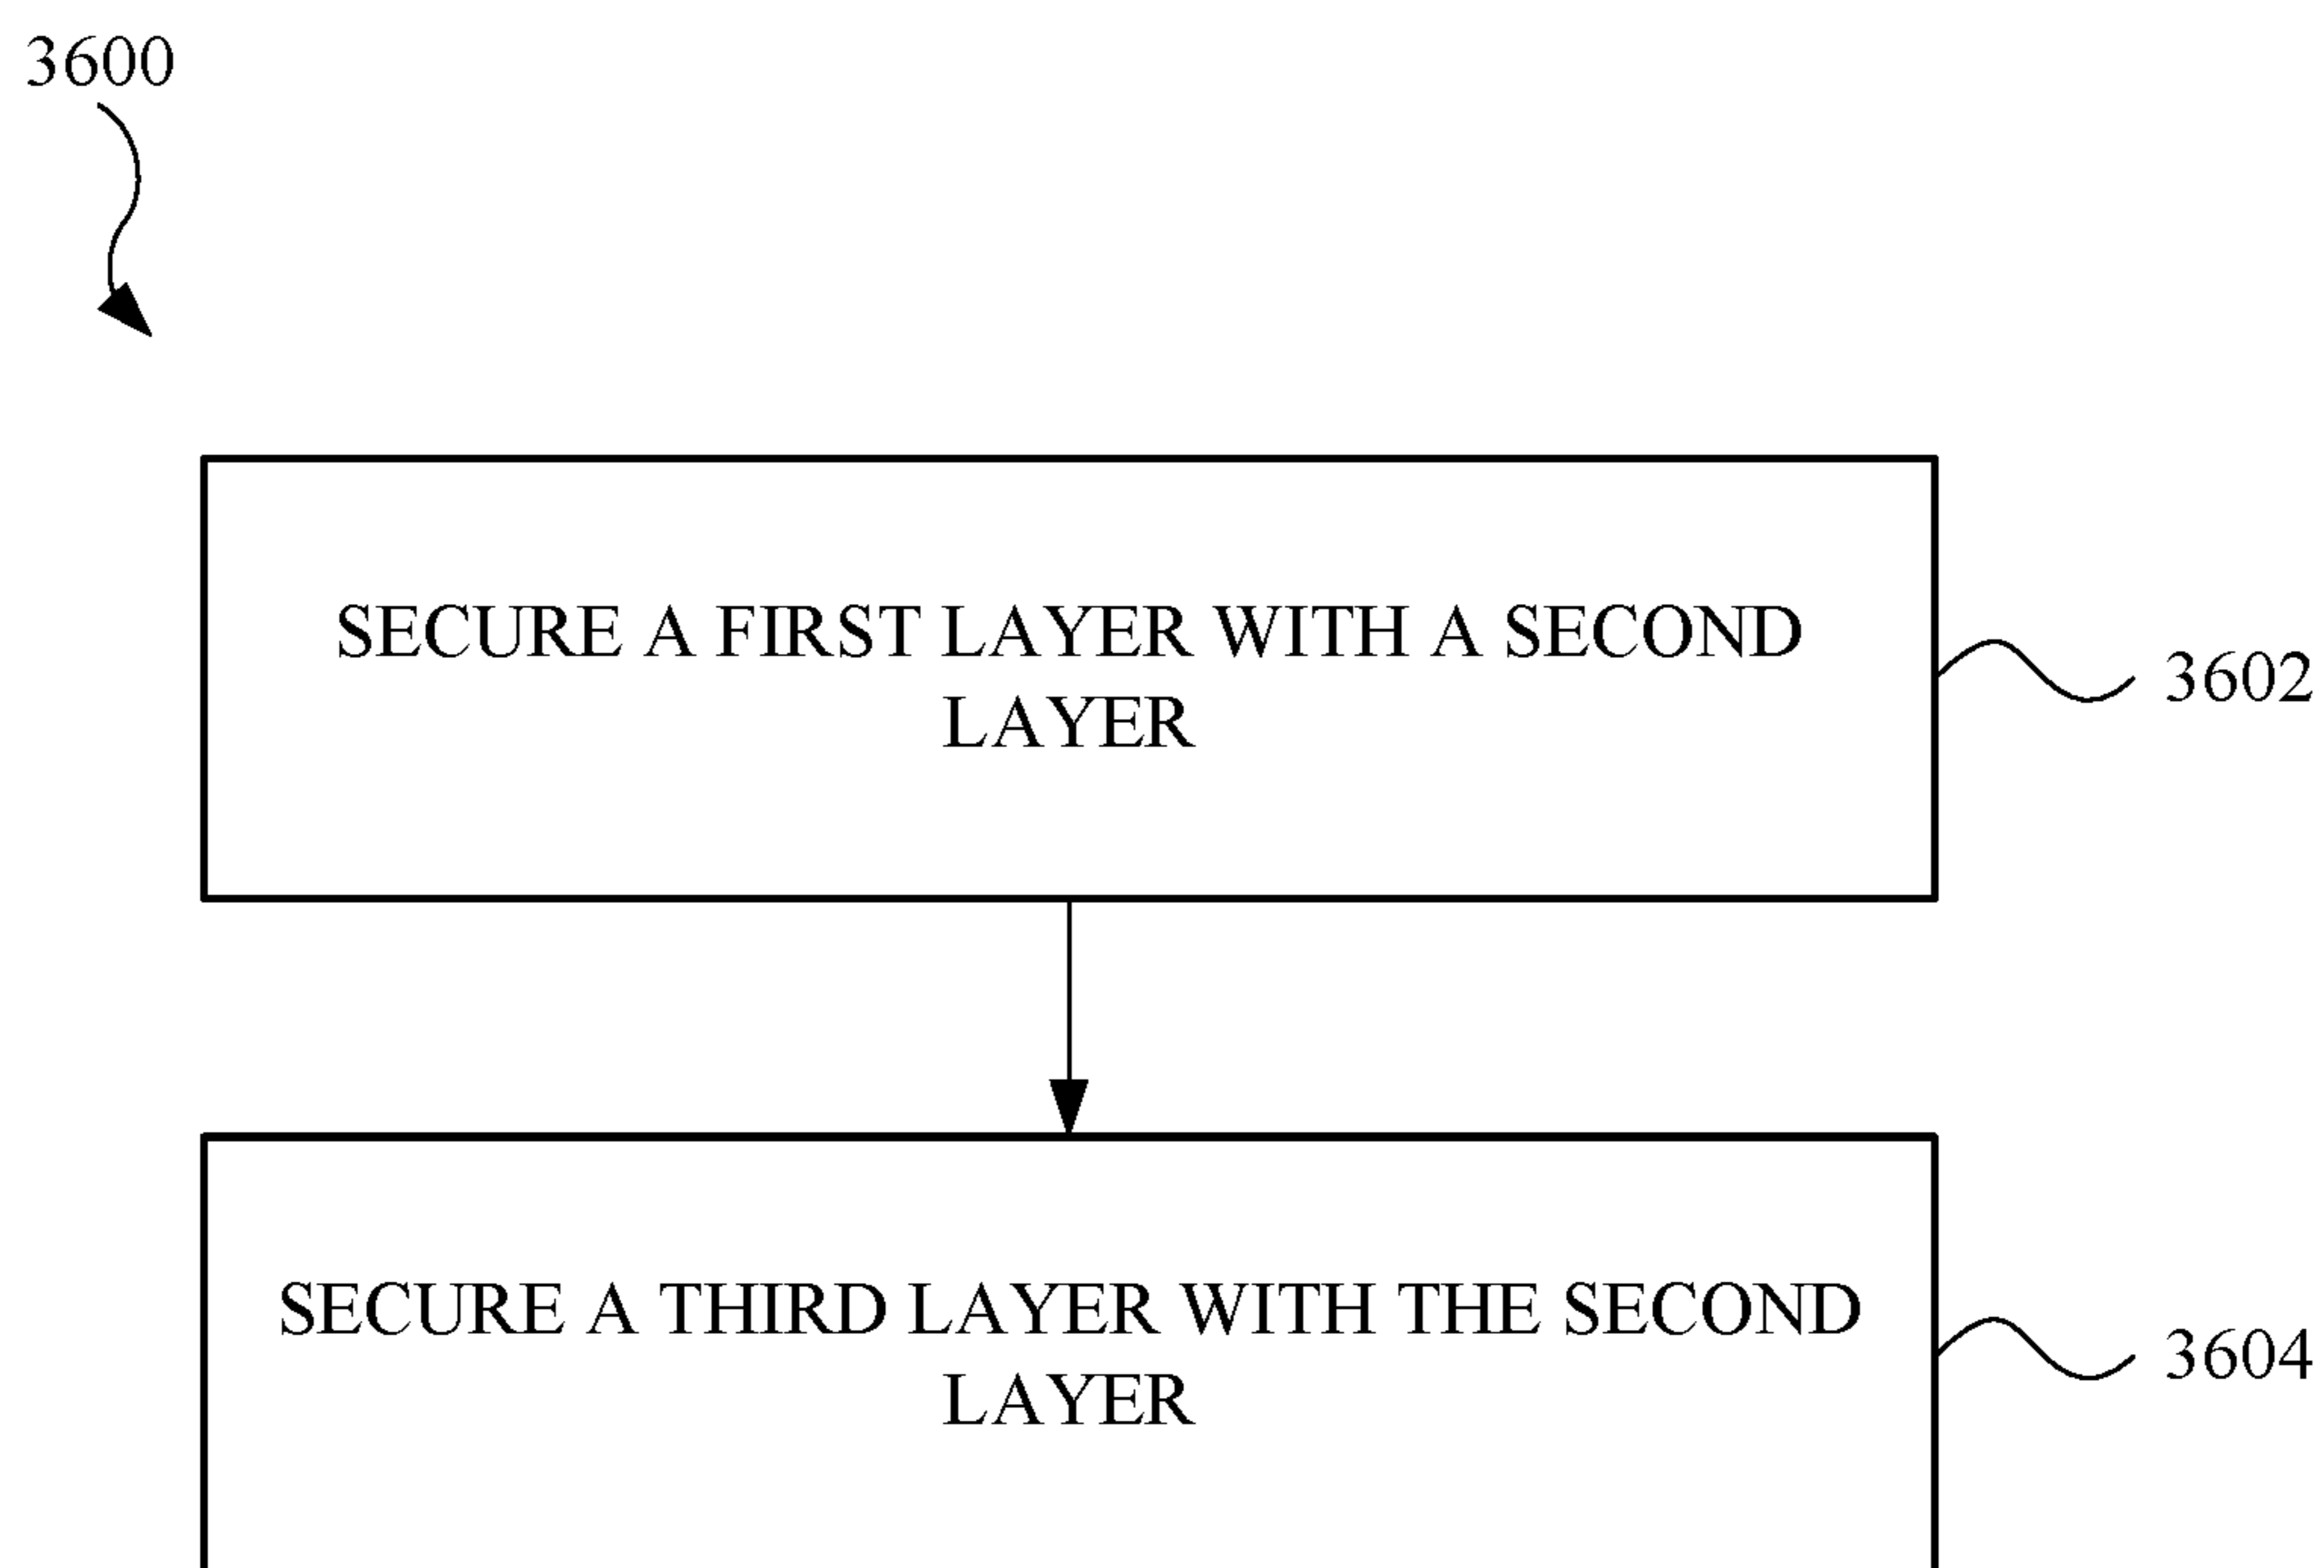 3600
SECURE A FIRST LAYER WITH A SECOND
LAYER
3602
SECURE A THIRD LAYER WITH THE SECOND
LAYER
3604